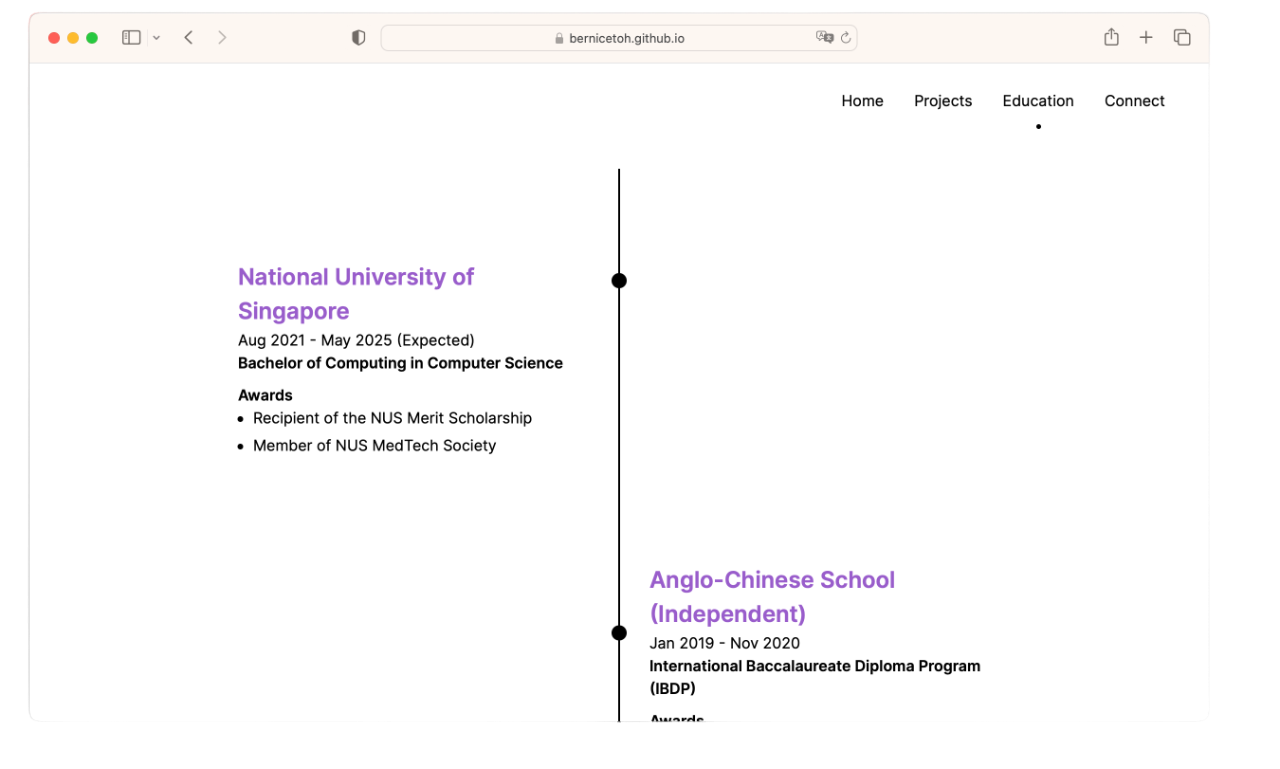 bernicetoh.github.io
Home Projects Education Connect
National University of
Singapore
Aug 2021 - May 2025 (Expected)
Bachelor of Computing in Computer Science
Awards
• Recipient of the NUS Merit Scholarship
• Member of NUS MedTech Society
Anglo-Chinese School
(Independent)
Jan 2019 - Nov 2020
International Baccalaureate Diploma Program
(IBDP)
Awards